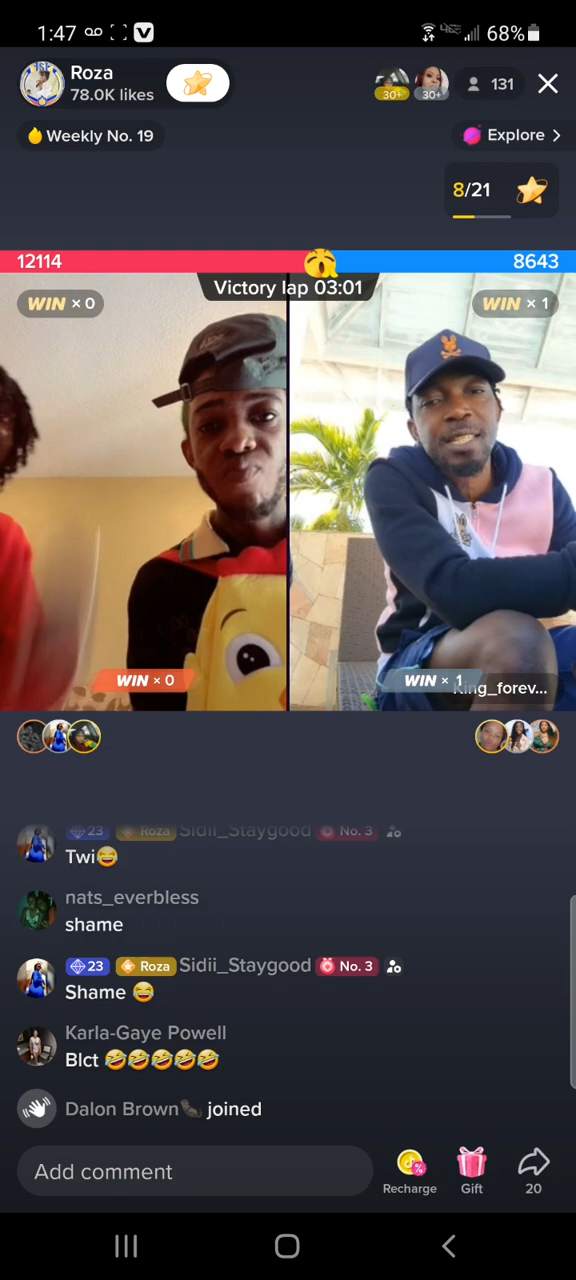 1:47
68%
Roza
78.0K likes
30+
30+
131
Weekly No. 19
Explore
8/21
12114
8643
Victory lap 03:01
WIN × 0
WIN × 1
WIN × 0
WIN × 1
King_forev...
23 Roza Sidii_Staygood No. 3
Twi😂
nats_everbless
shame
23 Roza Sidii_Staygood No. 3
Shame 😂
Karla-Gaye Powell
Blct 🤣🤣🤣🤣🤣
Dalon Brown joined
Add comment
Recharge
Gift
20